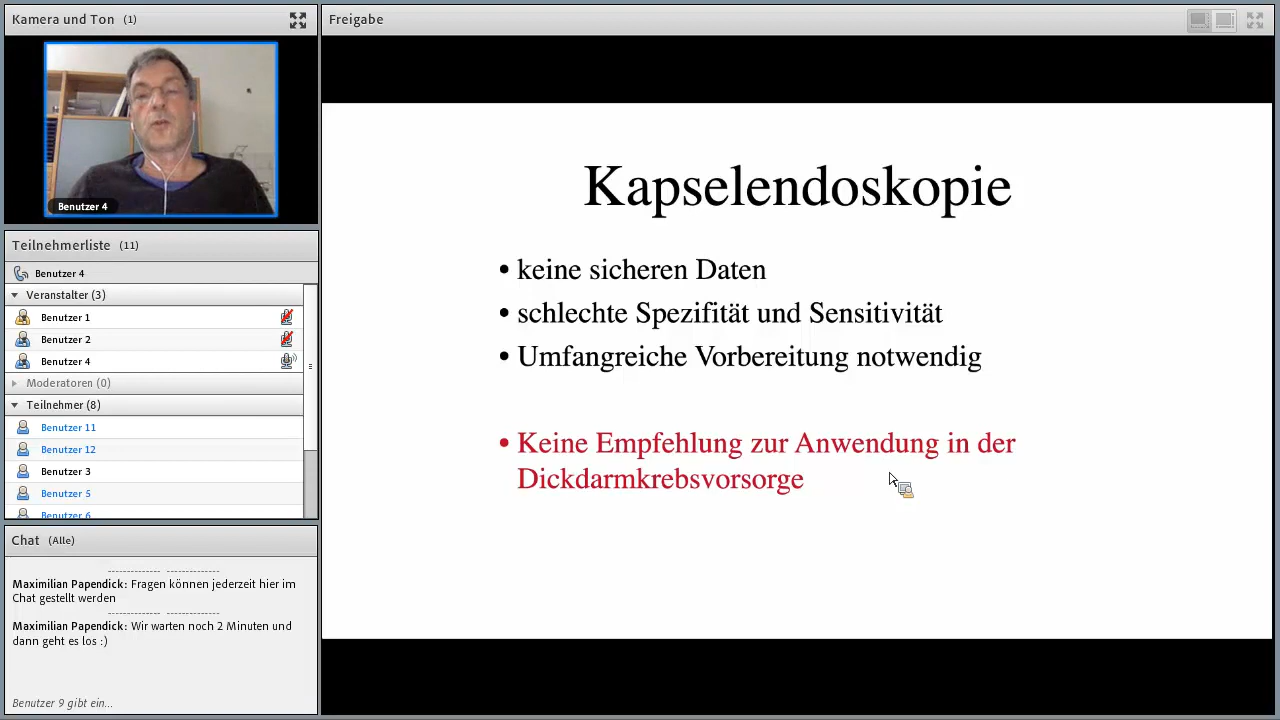 Kamera und Ton (1)
Benutzer 4
Teilnehmerliste (11)
Benutzer 4
Veranstalter (3)
Benutzer 1
Benutzer 2
Benutzer 4
Moderatoren (0)
Teilnehmer (8)
Benutzer 11
Benutzer 12
Benutzer 3
Benutzer 5
Benutzer 6
Chat (Alle)
Maximilian Papendick: Fragen können jederzeit hier im
Chat gestellt werden
Maximilian Papendick: Wir warten noch 2 Minuten und
dann geht es los :)
Benutzer 9 gibt ein...
Freigabe
Kapselendoskopie
• keine sicheren Daten
• schlechte Spezifität und Sensitivität
• Umfangreiche Vorbereitung notwendig
• Keine Empfehlung zur Anwendung in der
Dickdarmkrebsvorsorge